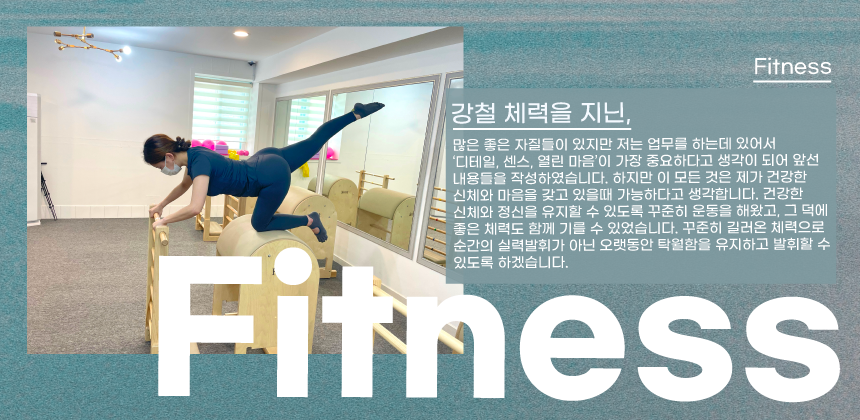 Fitness
강철 체력을 지닌,
많은 좋은 자질들이 있지만 저는 업무를 하는데 있어서
'디테일, 센스, 열린 마음'이 가장 중요하다고 생각이 되어 앞선
내용들을 작성하였습니다. 하지만 이 모든 것은 제가 건강한
신체와 마음을 갖고 있을때 가능하다고 생각합니다. 건강한
신체와 정신을 유지할 수 있도록 꾸준히 운동을 해왔고, 그 덕에
좋은 체력도 함께 기를 수 있었습니다. 꾸준히 길러온 체력으로
순간의 실력발휘가 아닌 오랫동안 탁월함을 유지하고 발휘할 수
있도록 하겠습니다.
Fitness